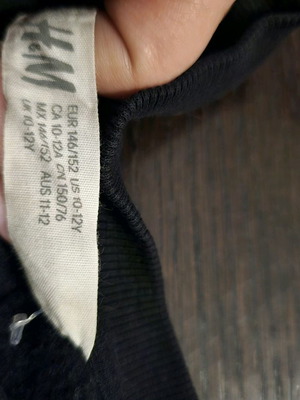 H&M
EUR 146/152 US 10-12Y
CA 10-12A CN 150/76
MX 146/152 AUS 11-12
UK 10-12Y